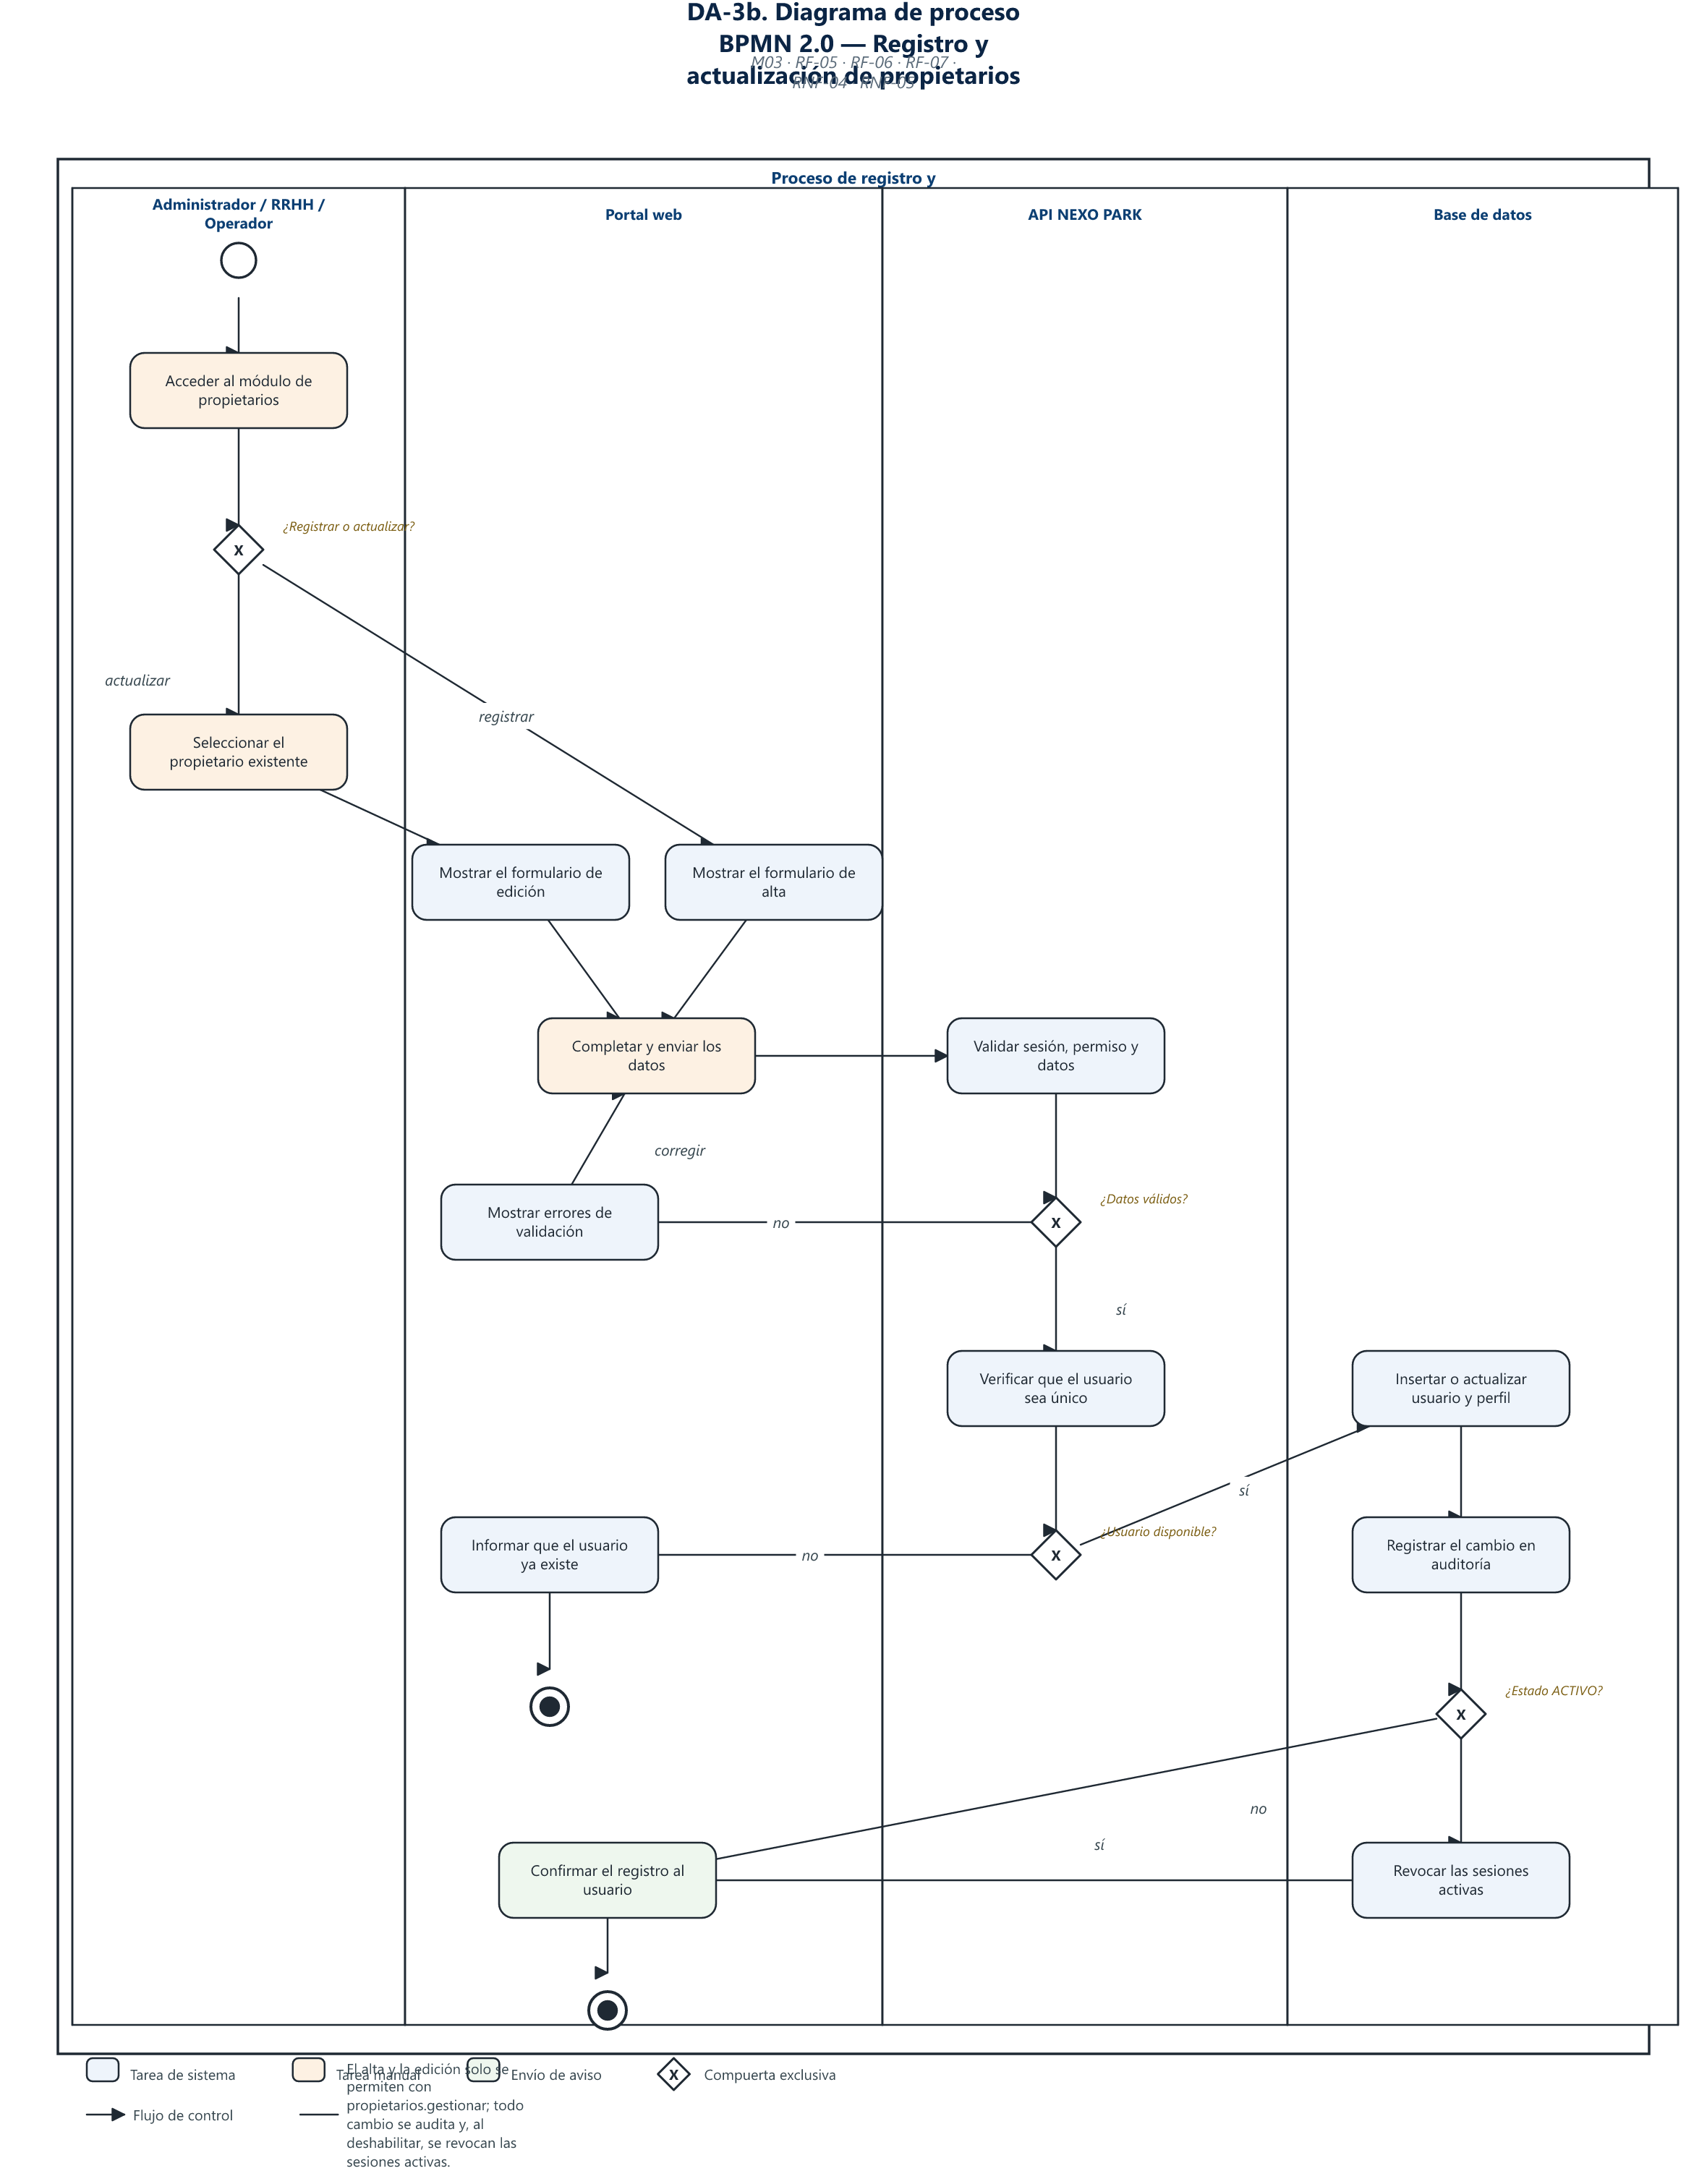 DA-3b. Diagrama de proceso
BPMN 2.0 — Registro y
actualización de propietarios
M03 · RF-05 · RF-06 · RF-07 ·
RNF-04 · RNF-05
Proceso de registro y
Administrador / RRHH /
Operador
Portal web
API NEXO PARK
Base de datos
Acceder al módulo de
propietarios
¿Registrar o actualizar?
X
actualizar
registrar
Seleccionar el
propietario existente
Mostrar el formulario de
edición
Mostrar el formulario de
alta
Completar y enviar los
datos
Validar sesión, permiso y
datos
corregir
¿Datos válidos?
Mostrar errores de
validación
no
X
sí
Verificar que el usuario
sea único
Insertar o actualizar
usuario y perfil
sí
¿Usuario disponible?
Informar que el usuario
ya existe
no
X
Registrar el cambio en
auditoría
¿Estado ACTIVO?
X
no
sí
Confirmar el registro al
usuario
Revocar las sesiones
activas
Tarea de sistema
Tarea manual
Envío de aviso
X
Compuerta exclusiva
Flujo de control
El alta y la edición solo se
permiten con
propietarios.gestionar; todo
cambio se audita y, al
deshabilitar, se revocan las
sesiones activas.